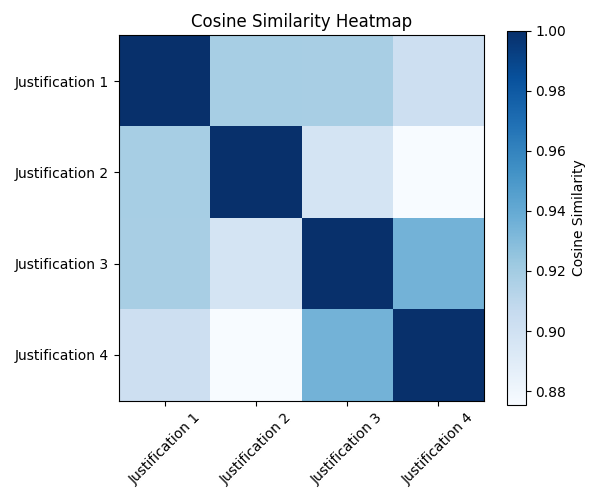 Cosine Similarity Heatmap
Justification 1
Justification 2
Justification 3
Justification 4
Justification 1
Justification 2
Justification 3
Justification 4
1.00
0.98
0.96
0.94
0.92
0.90
0.88
Cosine Similarity